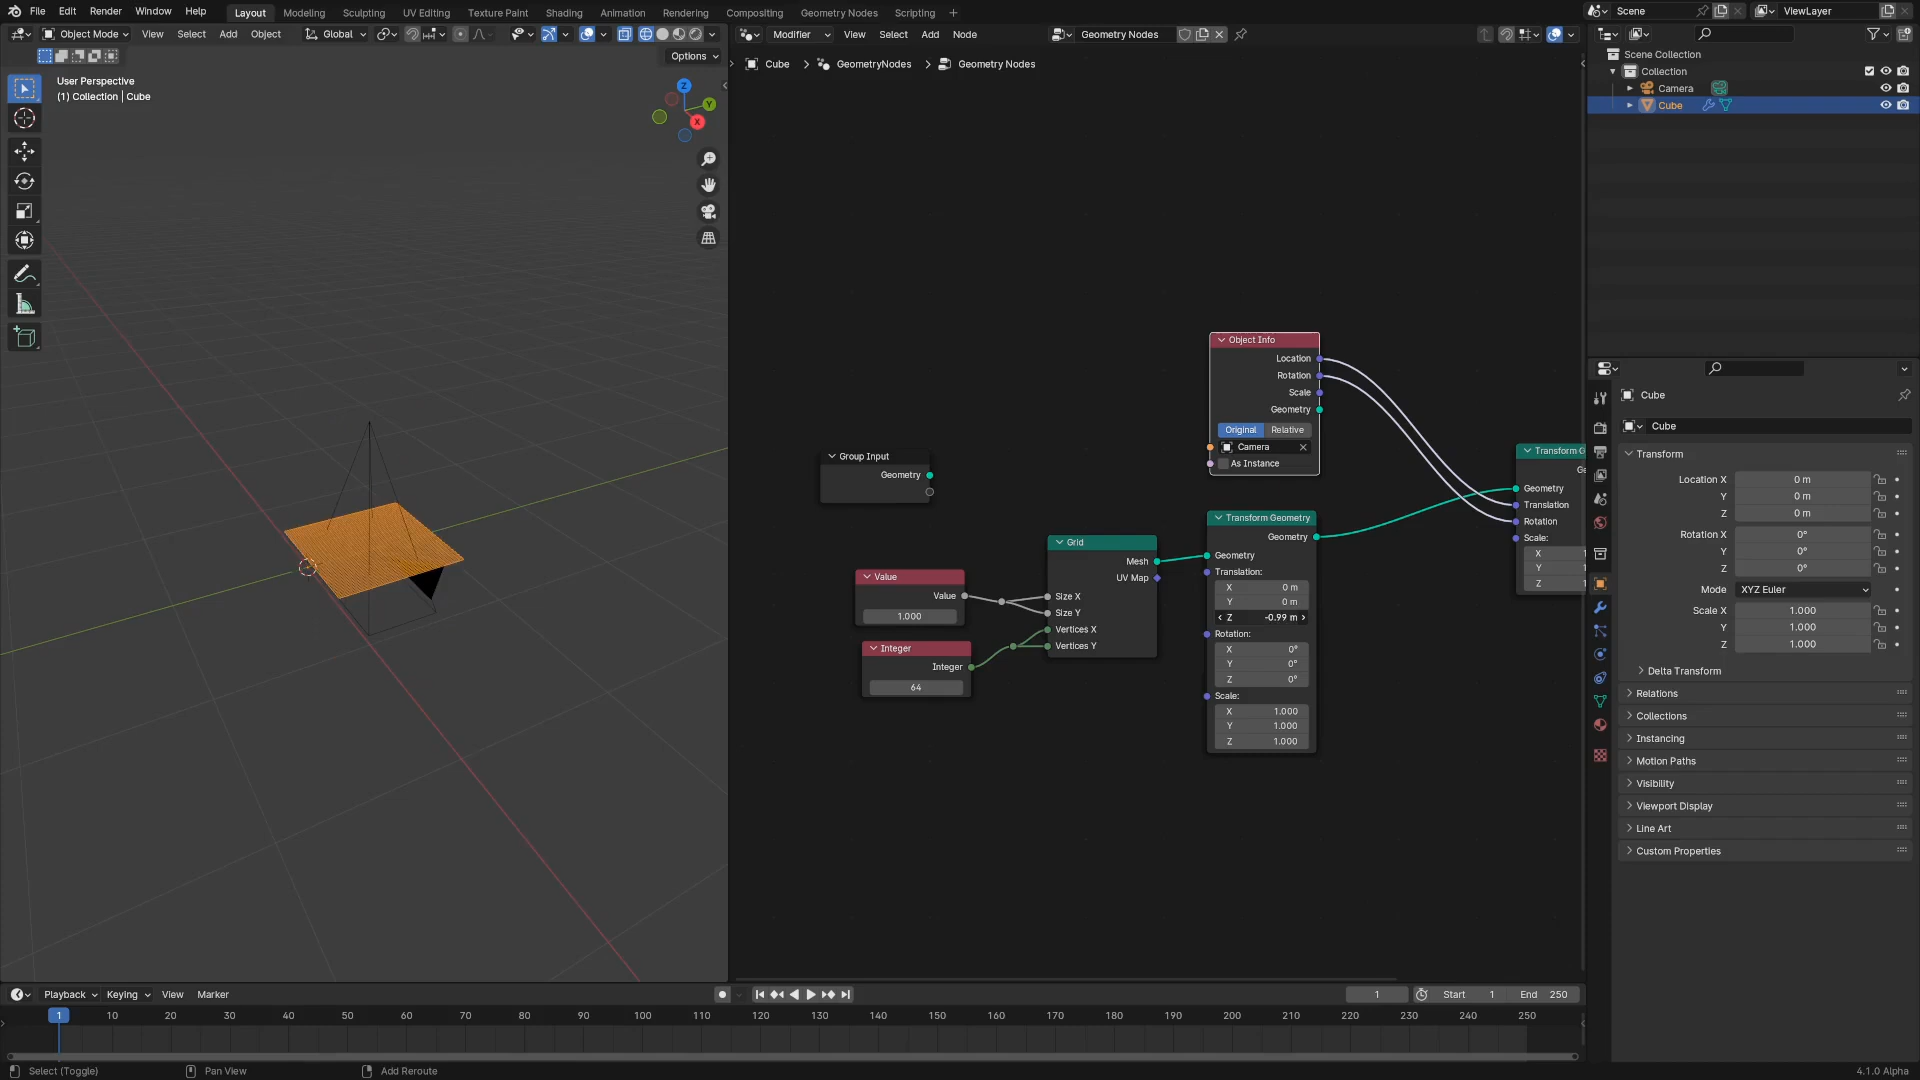 File Edit Render Window Help Layout Modeling Sculpting UV Editing Texture Paint Shading Animation Rendering Compositing Geometry Nodes Scripting + Scene ViewLayer
Object Mode View Select Add Object Global Modifier View Select Add Node Geometry Nodes
Options
Cube > GeometryNodes > Geometry Nodes
User Perspective
(1) Collection | Cube
Z
Y
X
Scene Collection
Collection
Camera
Cube
Object Info
Location
Rotation
Scale
Geometry
Original Relative
Camera
As Instance
Group Input
Geometry
Value
Value
1.000
Integer
Integer
64
Grid
Mesh
UV Map
Size X
Size Y
Vertices X
Vertices Y
Transform Geometry
Geometry
Geometry
Translation:
X 0 m
Y 0 m
Z -0.99 m
Rotation:
X 0°
Y 0°
Z 0°
Scale:
X 1.000
Y 1.000
Z 1.000
Transform G
Ge
Geometry
Translation
Rotation
Scale:
X 1
Y 1
Z 1
Cube
Cube
Transform
Location X 0 m
Y 0 m
Z 0 m
Rotation X 0°
Y 0°
Z 0°
Mode XYZ Euler
Scale X 1.000
Y 1.000
Z 1.000
Delta Transform
Relations
Collections
Instancing
Motion Paths
Visibility
Viewport Display
Line Art
Custom Properties
Playback Keying View Marker 1 Start 1 End 250
1 10 20 30 40 50 60 70 80 90 100 110 120 130 140 150 160 170 180 190 200 210 220 230 240 250
Select (Toggle) Pan View Add Reroute 4.1.0 Alpha